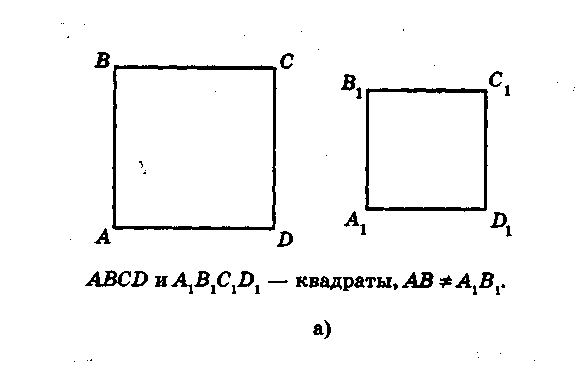 B C
B₁ C₁
A D
A₁ D₁
ABCD и A₁B₁C₁D₁ — квадраты, AB ≠ A₁B₁.
а)